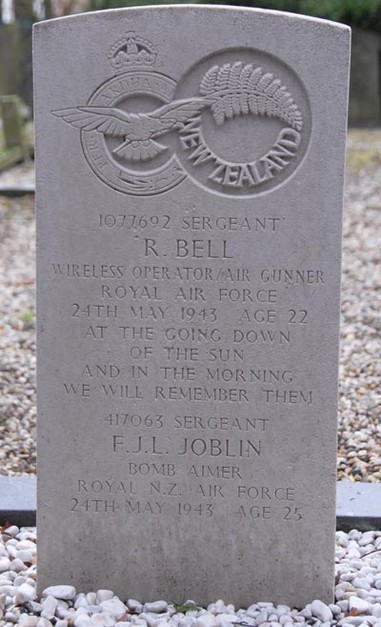 NEW ZEALAND
1077692 SERGEANT
R. BELL
WIRELESS OPERATOR/AIR GUNNER
ROYAL AIR FORCE
24TH MAY 1943 AGE 22
AT THE GOING DOWN
OF THE SUN
AND IN THE MORNING
WE WILL REMEMBER THEM
417063 SERGEANT
F.J.L. JOBLIN
BOMB AIMER
ROYAL N.Z. AIR FORCE
24TH MAY 1943 AGE 25